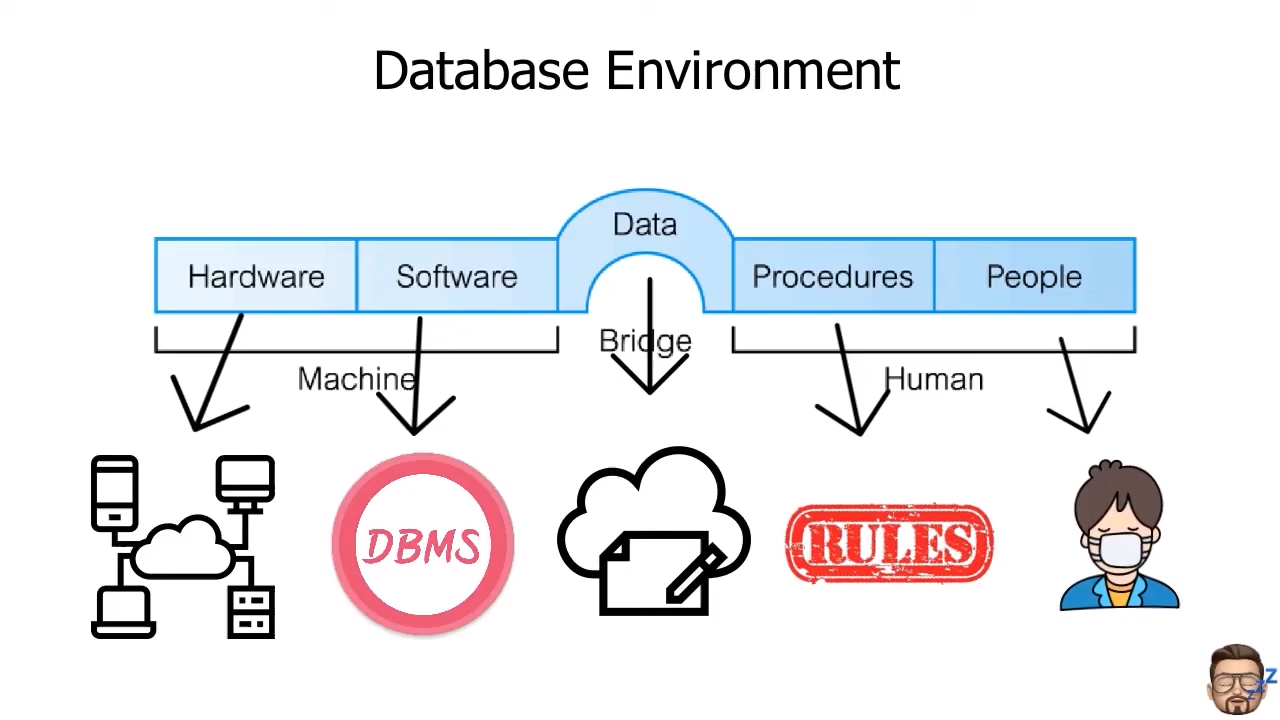 Database Environment
Data
Hardware Software Procedures People
Bridge
Machine Human
DBMS
RULES
z z Z